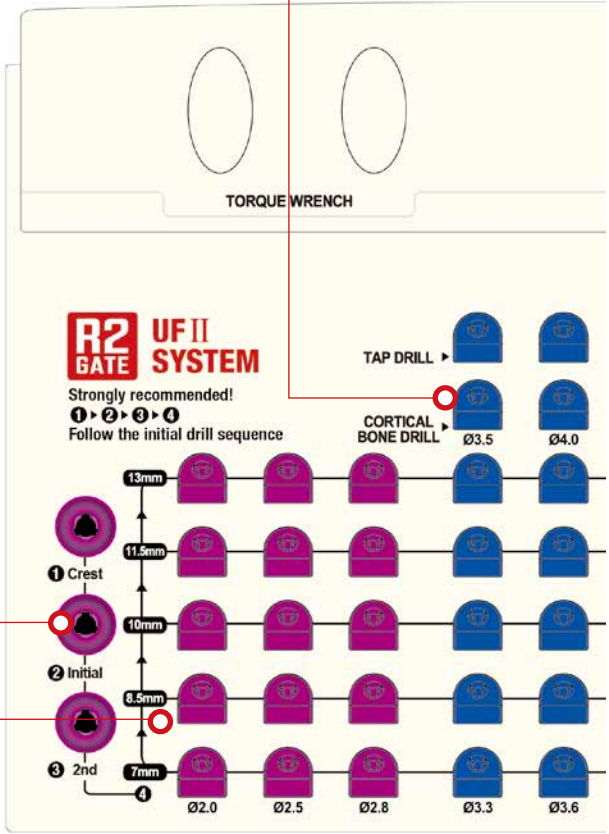 TORQUE WRENCH
R2
GATE
UF II
SYSTEM
Strongly recommended!
❶ ▸ ❷ ▸ ❸ ▸ ❹
Follow the initial drill sequence
TAP DRILL ▸
CORTICAL ▸
BONE DRILL
Ø3.5 Ø4.0
13mm
11.5mm
❶ Crest
10mm
❷ Initial
8.5mm
❸ 2nd
7mm
❹
Ø2.0 Ø2.5 Ø2.8 Ø3.3 Ø3.6